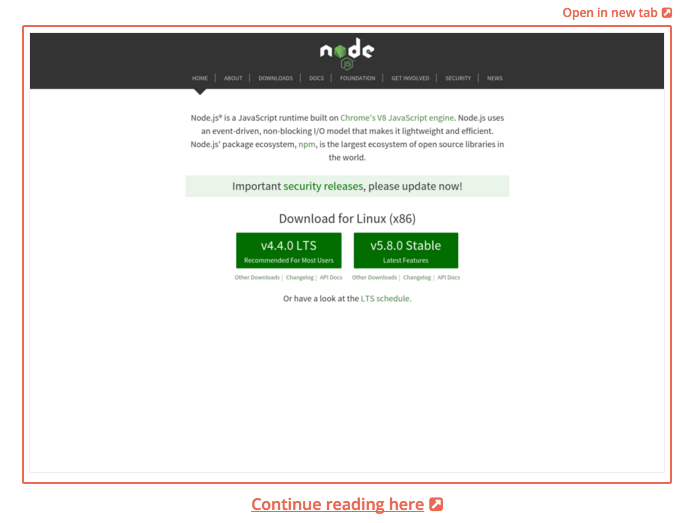 Open in new tab
node
JS
HOME | ABOUT | DOWNLOADS | DOCS | FOUNDATION | GET INVOLVED | SECURITY | NEWS
Node.js® is a JavaScript runtime built on Chrome's V8 JavaScript engine. Node.js uses
an event-driven, non-blocking I/O model that makes it lightweight and efficient.
Node.js' package ecosystem, npm, is the largest ecosystem of open source libraries in
the world.
Important security releases, please update now!
Download for Linux (x86)
v4.4.0 LTS v5.8.0 Stable
Recommended For Most Users Latest Features
Other Downloads | Changelog | API Docs Other Downloads | Changelog | API Docs
Or have a look at the LTS schedule.
Continue reading here